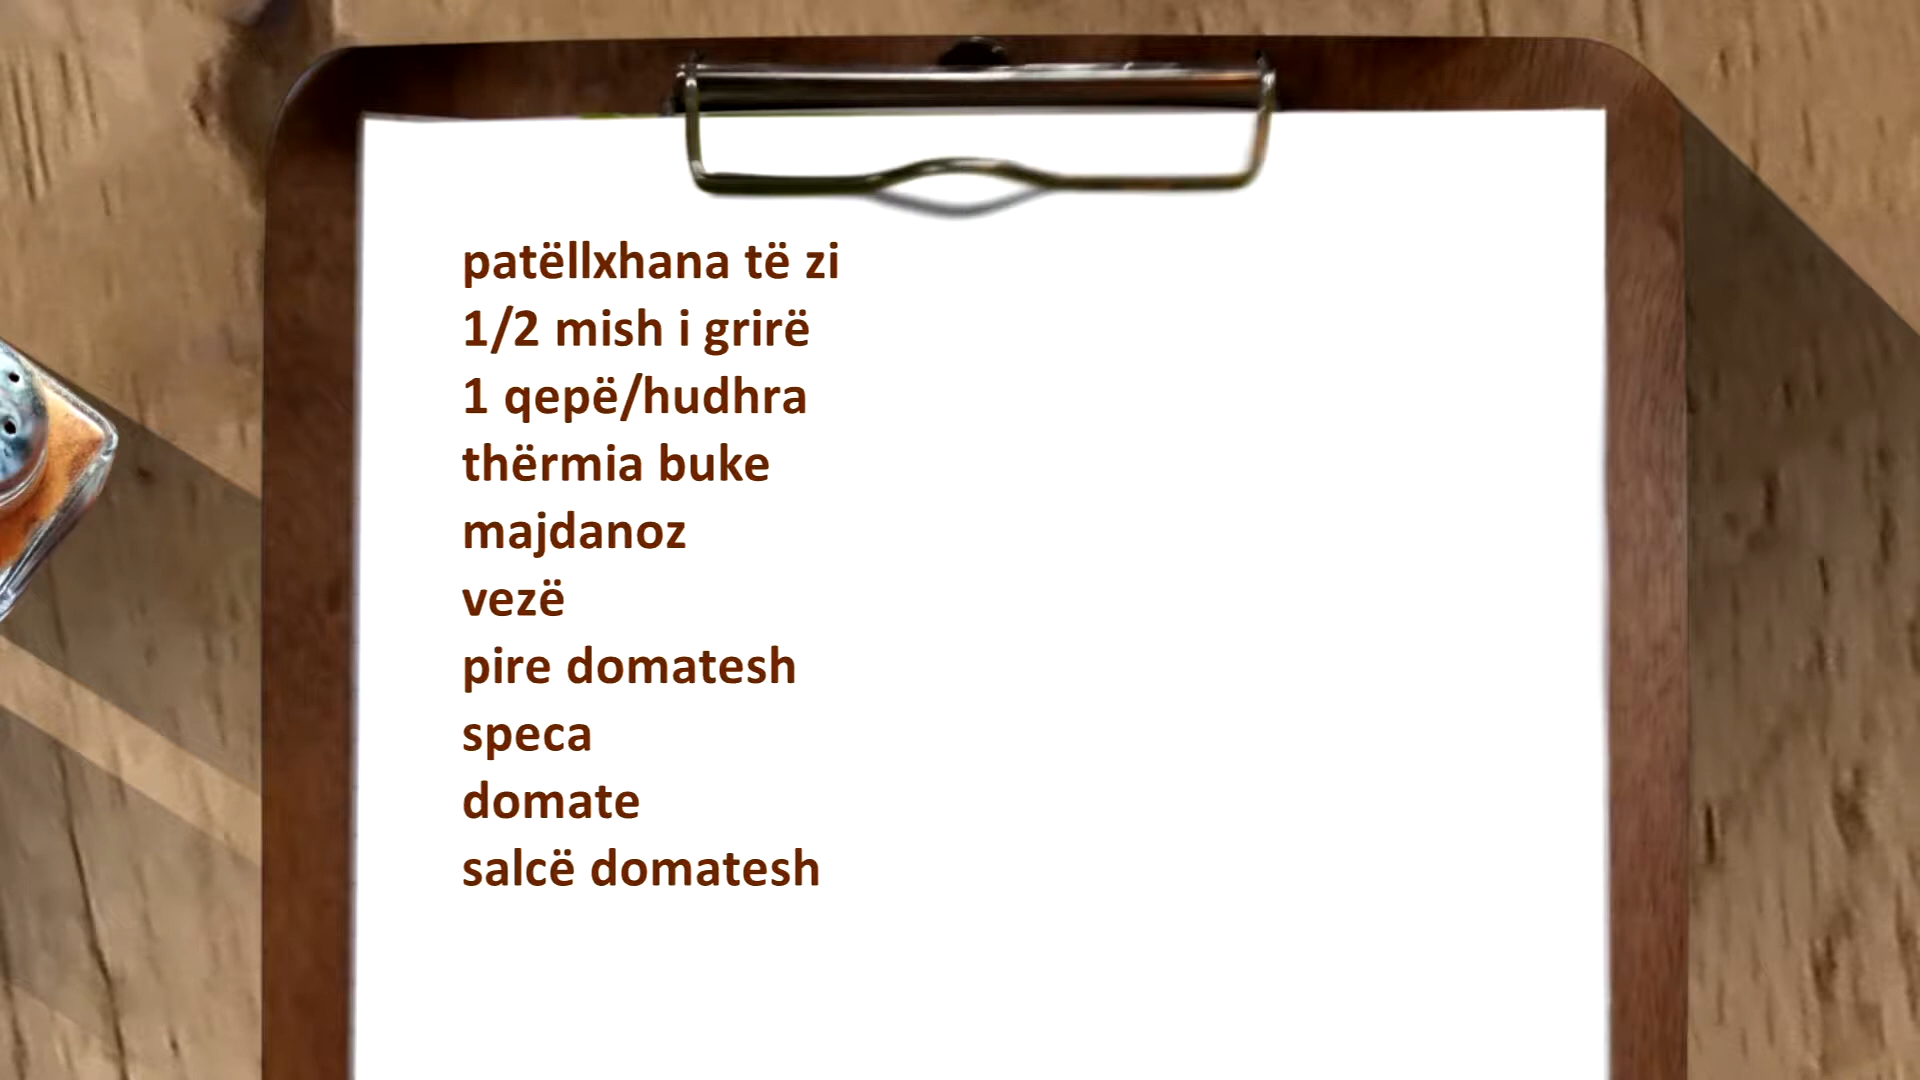 patëllxhana të zi
1/2 mish i grirë
1 qepë/hudhra
thërmia buke
majdanoz
vezë
pire domatesh
speca
domate
salcë domatesh